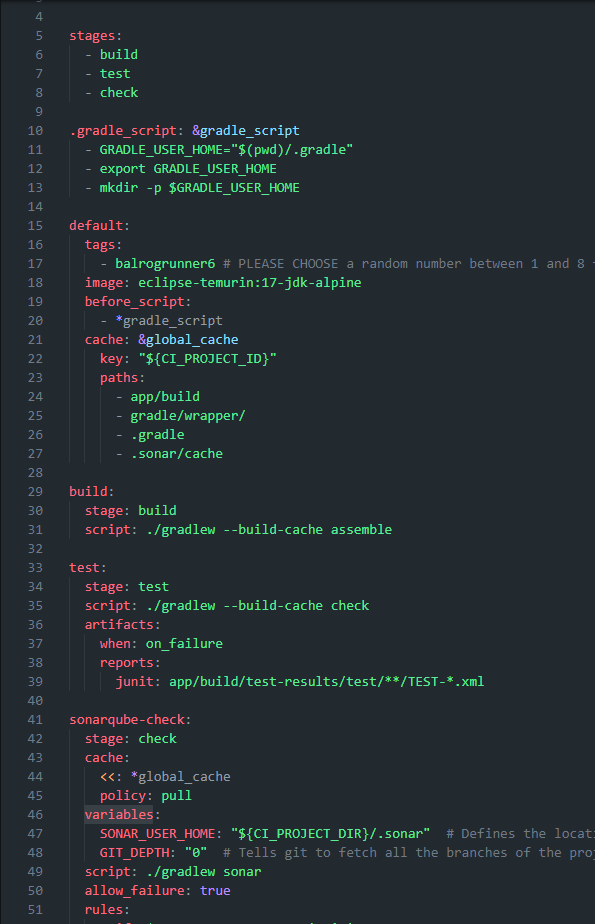 4
5 stages:
6 - build
7 - test
8 - check
9
10 .gradle_script: &gradle_script
11 - GRADLE_USER_HOME="$(pwd)/.gradle"
12 - export GRADLE_USER_HOME
13 - mkdir -p $GRADLE_USER_HOME
14
15 default:
16 tags:
17 - balrogrunner6 # PLEASE CHOOSE a random number between 1 and 8
18 image: eclipse-temurin:17-jdk-alpine
19 before_script:
20 - *gradle_script
21 cache: &global_cache
22 key: "${CI_PROJECT_ID}"
23 paths:
24 - app/build
25 - gradle/wrapper/
26 - .gradle
27 - .sonar/cache
28
29 build:
30 stage: build
31 script: ./gradlew --build-cache assemble
32
33 test:
34 stage: test
35 script: ./gradlew --build-cache check
36 artifacts:
37 when: on_failure
38 reports:
39 junit: app/build/test-results/test/**/TEST-*.xml
40
41 sonarqube-check:
42 stage: check
43 cache:
44 <<: *global_cache
45 policy: pull
46 variables:
47 SONAR_USER_HOME: "${CI_PROJECT_DIR}/.sonar" # Defines the locat
48 GIT_DEPTH: "0" # Tells git to fetch all the branches of the pro
49 script: ./gradlew sonar
50 allow_failure: true
51 rules: